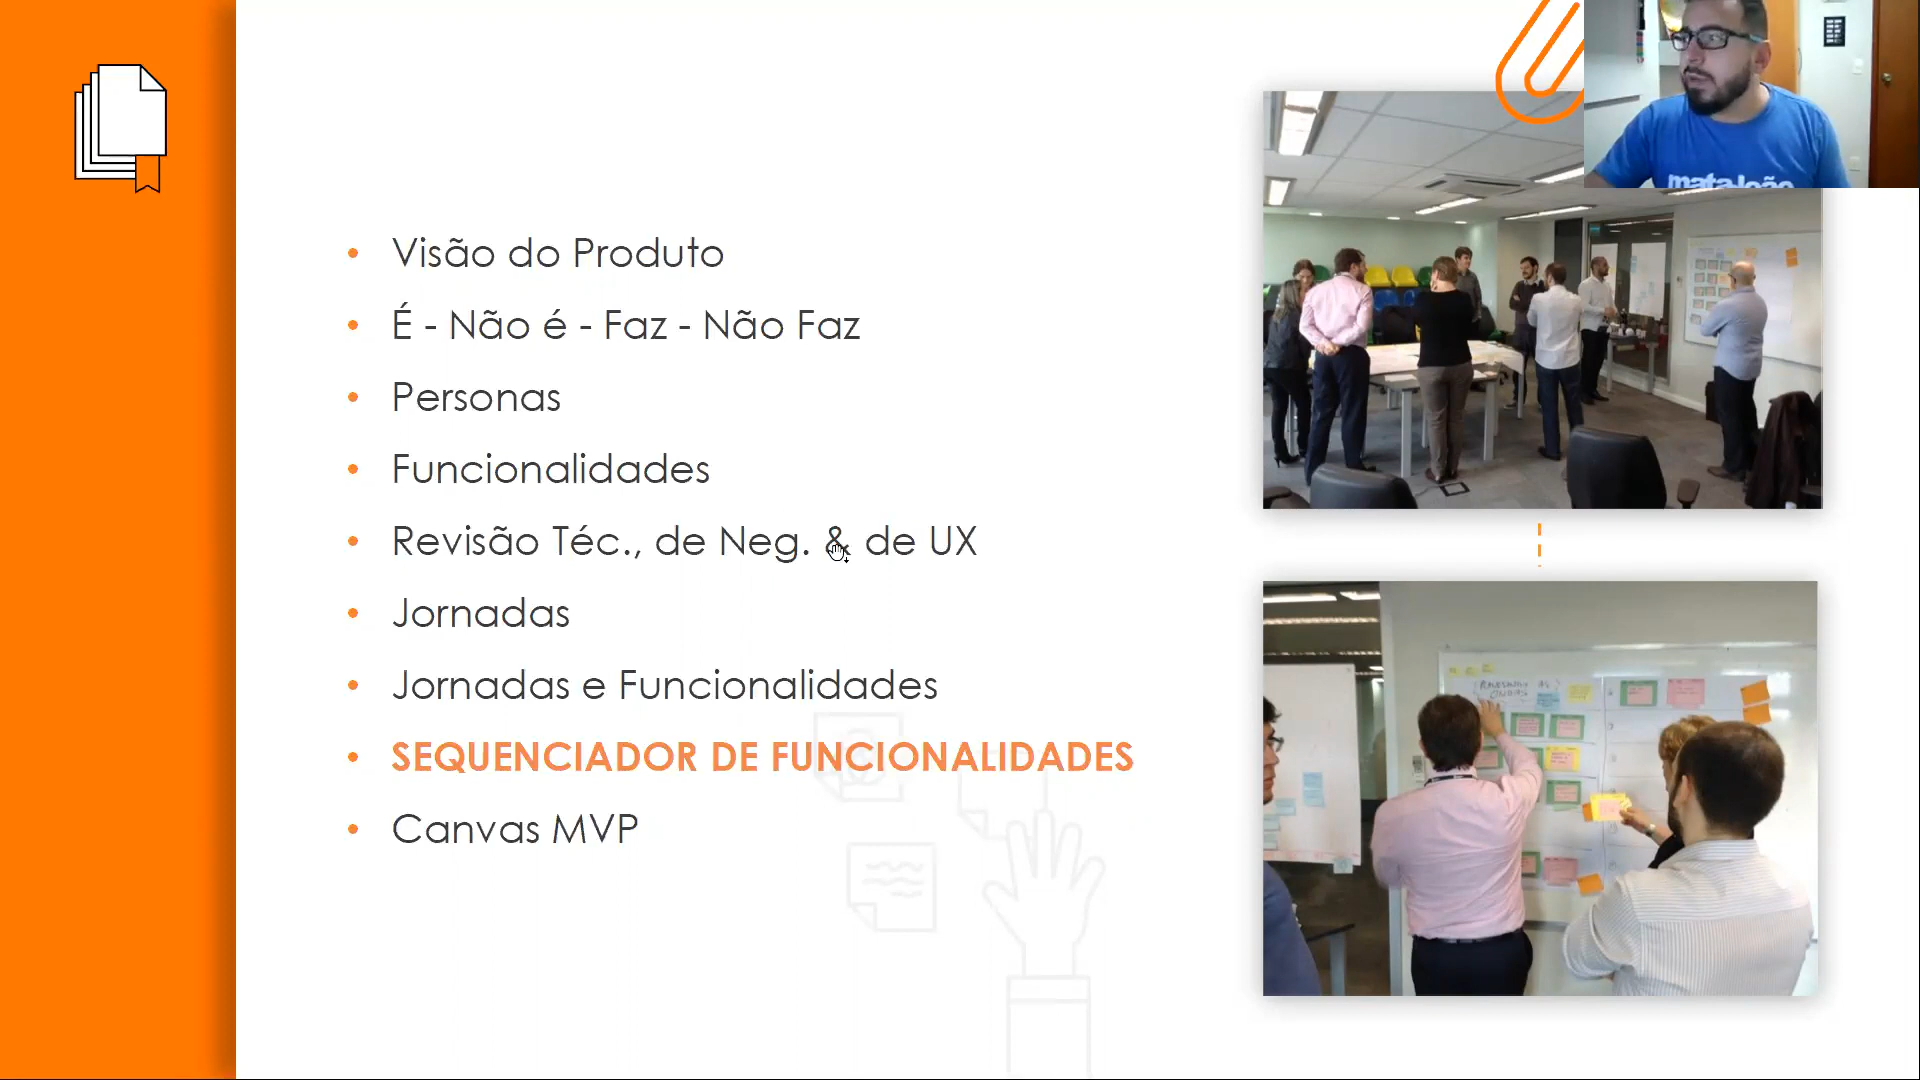 Visão do Produto
É - Não é - Faz - Não Faz
Personas
Funcionalidades
Revisão Téc., de Neg. & de UX
Jornadas
Jornadas e Funcionalidades
SEQUENCIADOR DE FUNCIONALIDADES
Canvas MVP